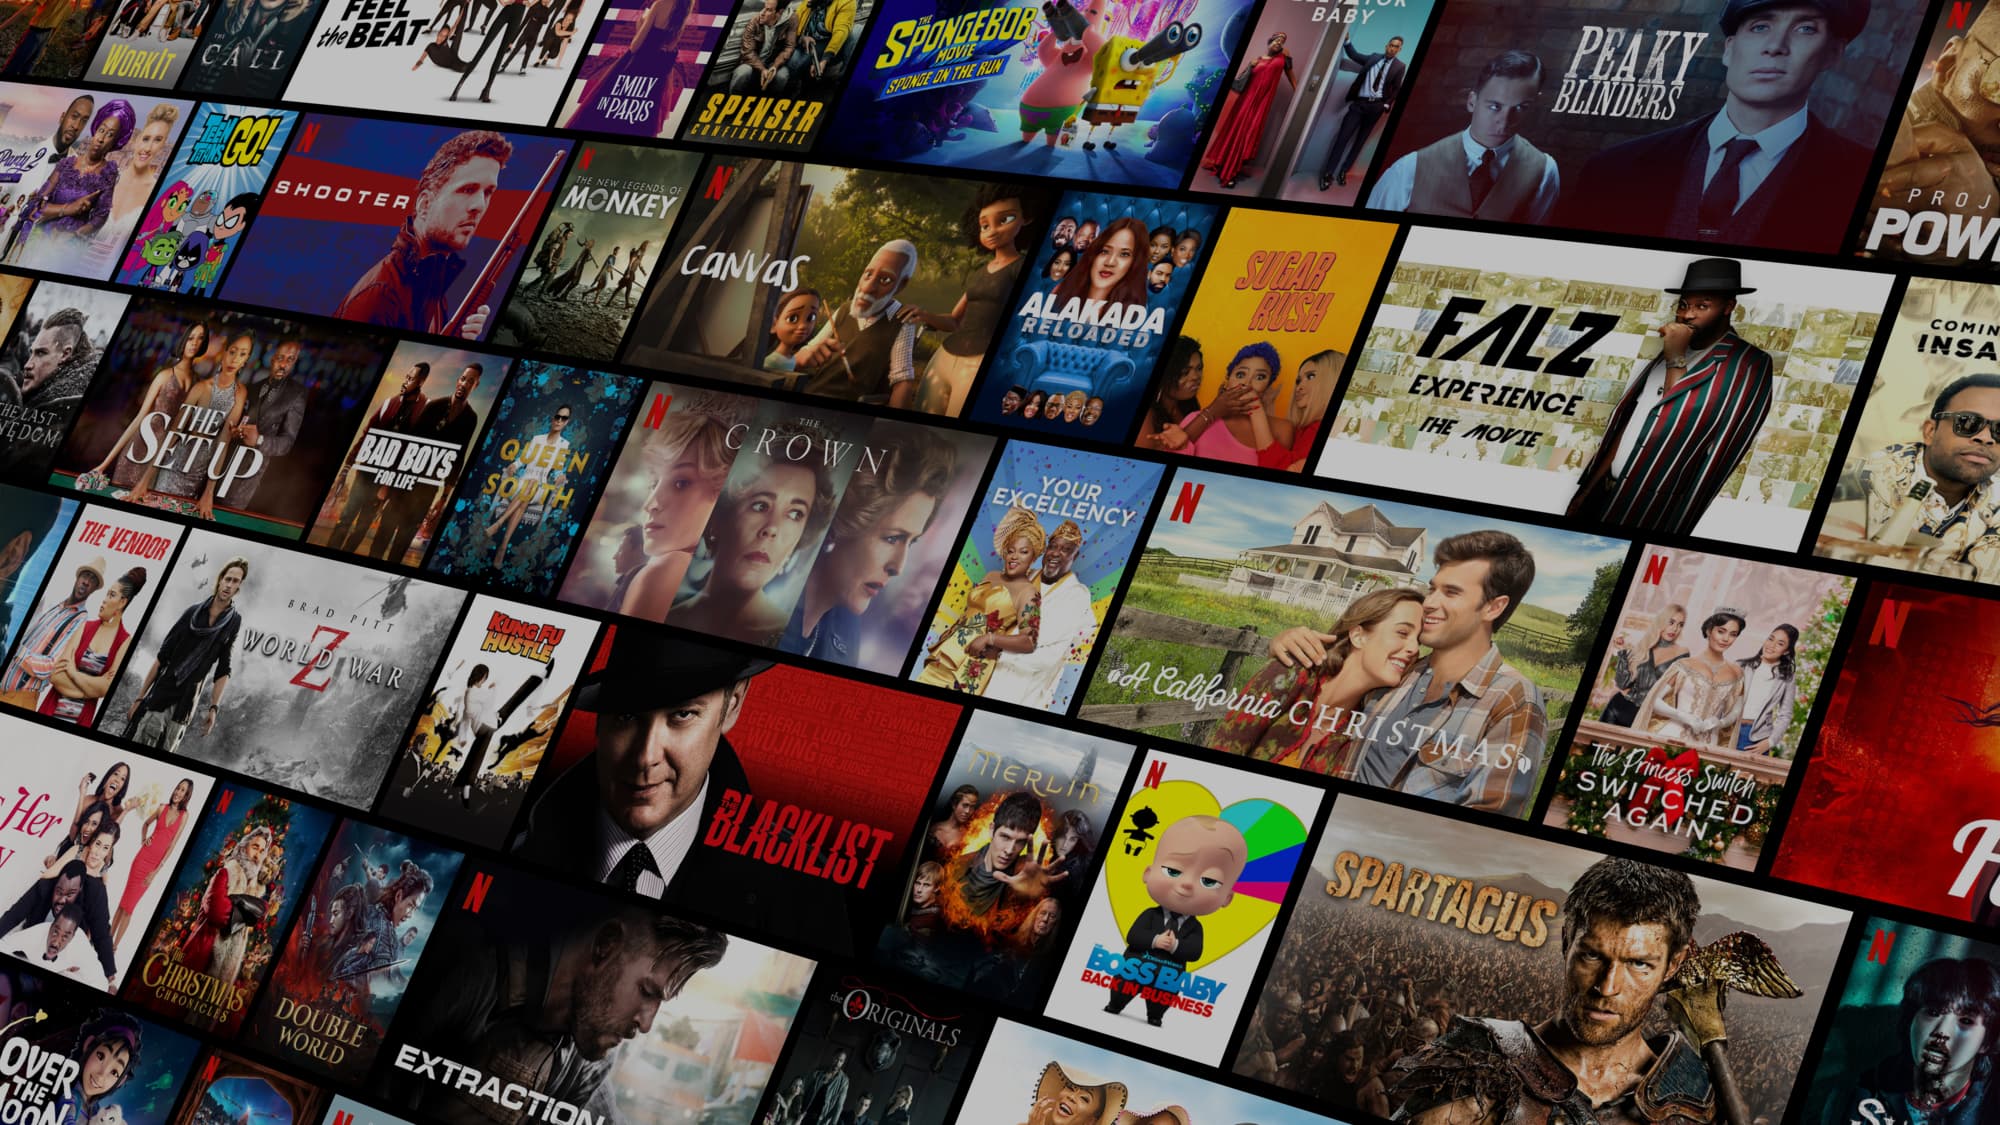 WORKIT
THE
CALL
FEEL
the BEAT
EMILY
IN PARIS
SPENSER
CONFIDENTIAL
THE
SPONGEBOB
MOVIE
SPONGE ON THE RUN
BABY
PEAKY
BLINDERS
N
Party 2
TEEN
TITANS
GO!
N
SHOOTER
N
THE NEW LEGENDS OF
MONKEY
N
CANVAS
ALAKADA
RELOADED
SUGAR
RUSH
FALZ
EXPERIENCE
THE MOVIE
PROJ
POW
COMIN
INSA
THE LAST
KINGDOM
THE
SET UP
BAD BOYS
FOR LIFE
QUEEN
OF THE
SOUTH
N
THE
CROWN
YOUR
EXCELLENCY
N
A California
CHRISTMAS
N
The Princess Switch
SWITCHED
AGAIN
N
THE VENDOR
BRAD PITT
WORLD WAR
Z
KUNG FU
HUSTLE
THE
BLACKLIST
MERLIN
N
DREAMWORKS
THE
BOSS BABY
BACK IN BUSINESS
SPARTACUS
N
Her
N
the
CHRISTMAS
CHRONICLES
DOUBLE
WORLD
N
EXTRACTION
the
ORIGINALS
OVER
THE
MOON
N
N